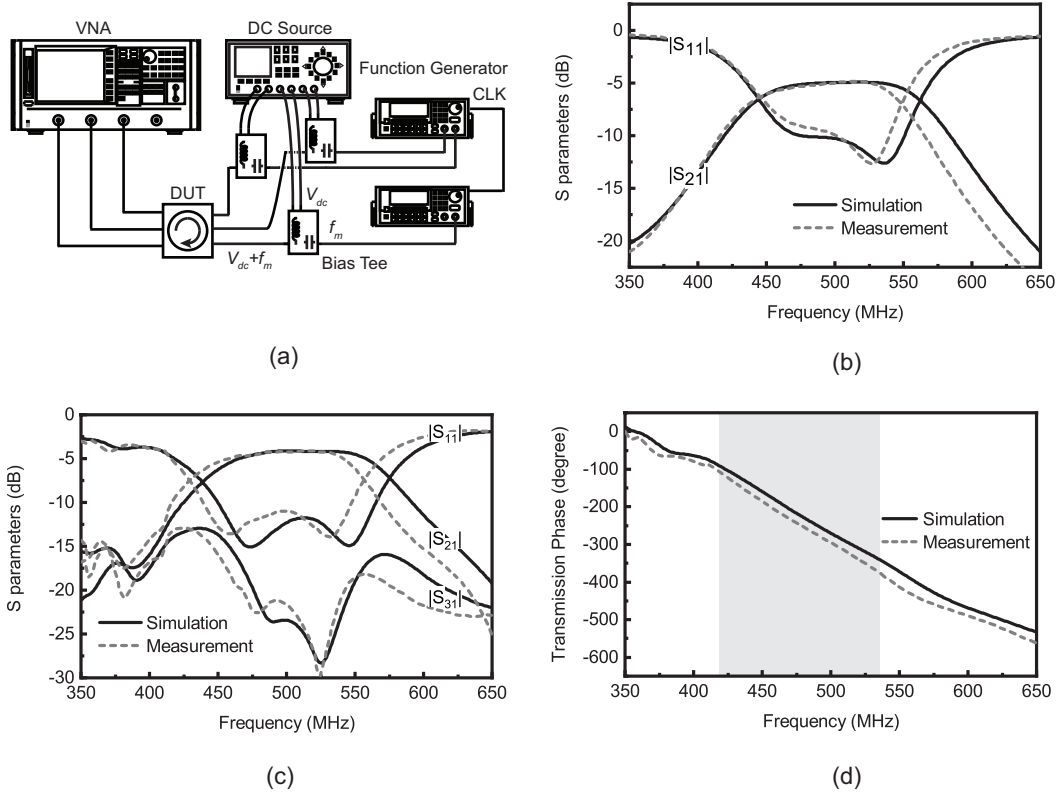 VNA
DC Source
Function Generator
CLK
DUT
V_dc
f_m
V_dc+f_m
Bias Tee
(a)
S parameters (dB)
0
-5
-10
-15
-20
|S11|
|S21|
Simulation
Measurement
350 400 450 500 550 600 650
Frequency (MHz)
(b)
S parameters (dB)
0
-5
-10
-15
-20
-25
-30
|S11|
|S21|
|S31|
Simulation
Measurement
350 400 450 500 550 600 650
Frequency (MHz)
(c)
Transmission Phase (degree)
0
-100
-200
-300
-400
-500
-600
Simulation
Measurement
350 400 450 500 550 600 650
Frequency (MHz)
(d)